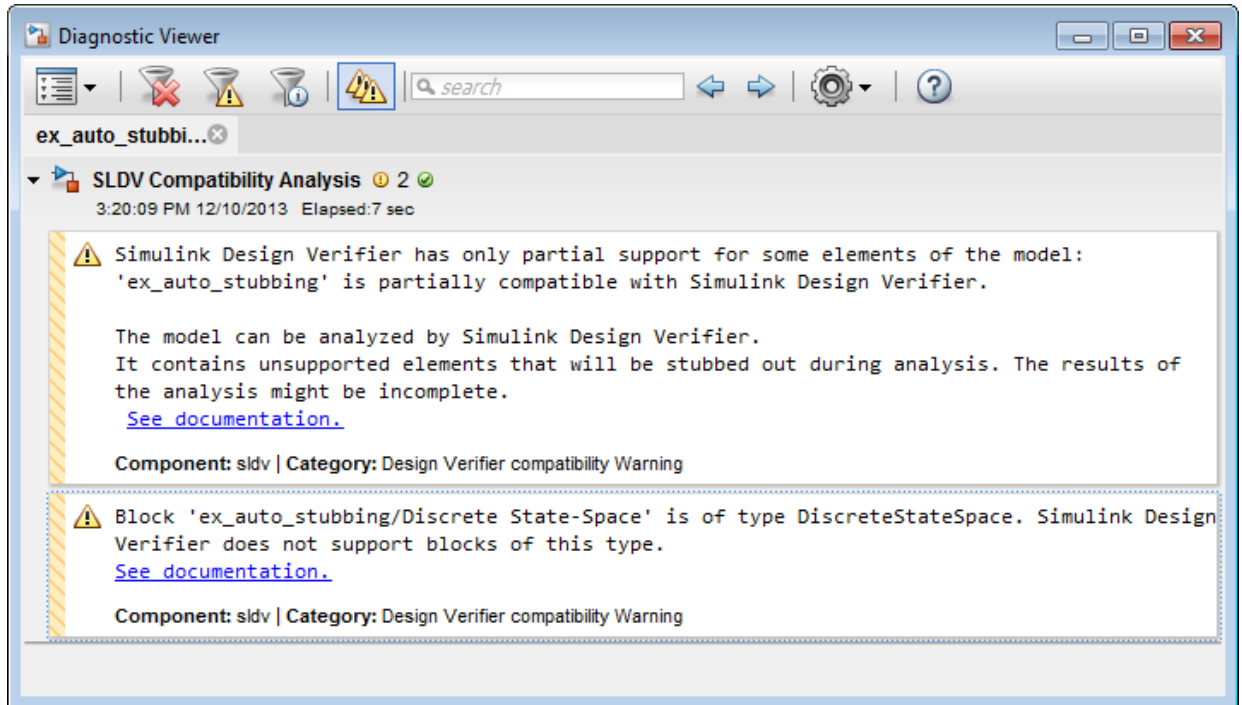 Diagnostic Viewer
search
ex_auto_stubbi...
SLDV Compatibility Analysis 2
3:20:09 PM 12/10/2013 Elapsed:7 sec
Simulink Design Verifier has only partial support for some elements of the model:
'ex_auto_stubbing' is partially compatible with Simulink Design Verifier.
The model can be analyzed by Simulink Design Verifier.
It contains unsupported elements that will be stubbed out during analysis. The results of
the analysis might be incomplete.
See documentation.
Component: sldv | Category: Design Verifier compatibility Warning
Block 'ex_auto_stubbing/Discrete State-Space' is of type DiscreteStateSpace. Simulink Design
Verifier does not support blocks of this type.
See documentation.
Component: sldv | Category: Design Verifier compatibility Warning